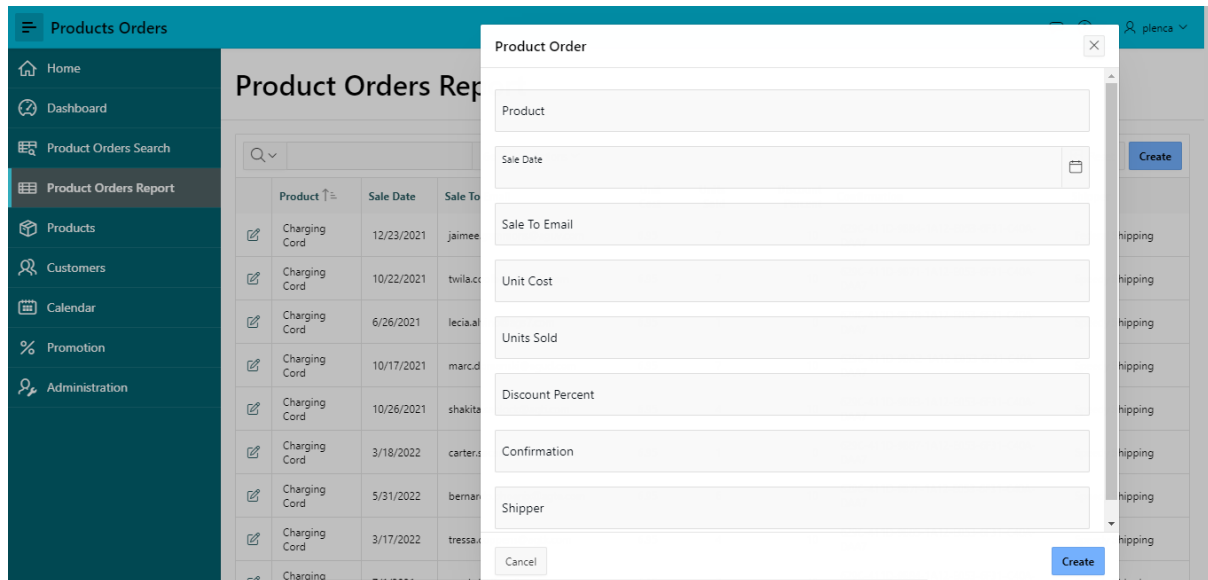 Products Orders
plenca
Home
Dashboard
Product Orders Search
Product Orders Report
Products
Customers
Calendar
Promotion
Administration
Product Orders Rep
Create
Product Sale Date Sale To
Charging Cord 12/23/2021 jaimee hipping
Charging Cord 10/22/2021 twila.co hipping
Charging Cord 6/26/2021 lecia.al hipping
Charging Cord 10/17/2021 marc.d hipping
Charging Cord 10/26/2021 shakita hipping
Charging Cord 3/18/2022 carter.s hipping
Charging Cord 5/31/2022 bernar hipping
Charging Cord 3/17/2022 tressa. hipping
Charging
Product Order
Product
Sale Date
Sale To Email
Unit Cost
Units Sold
Discount Percent
Confirmation
Shipper
Cancel
Create